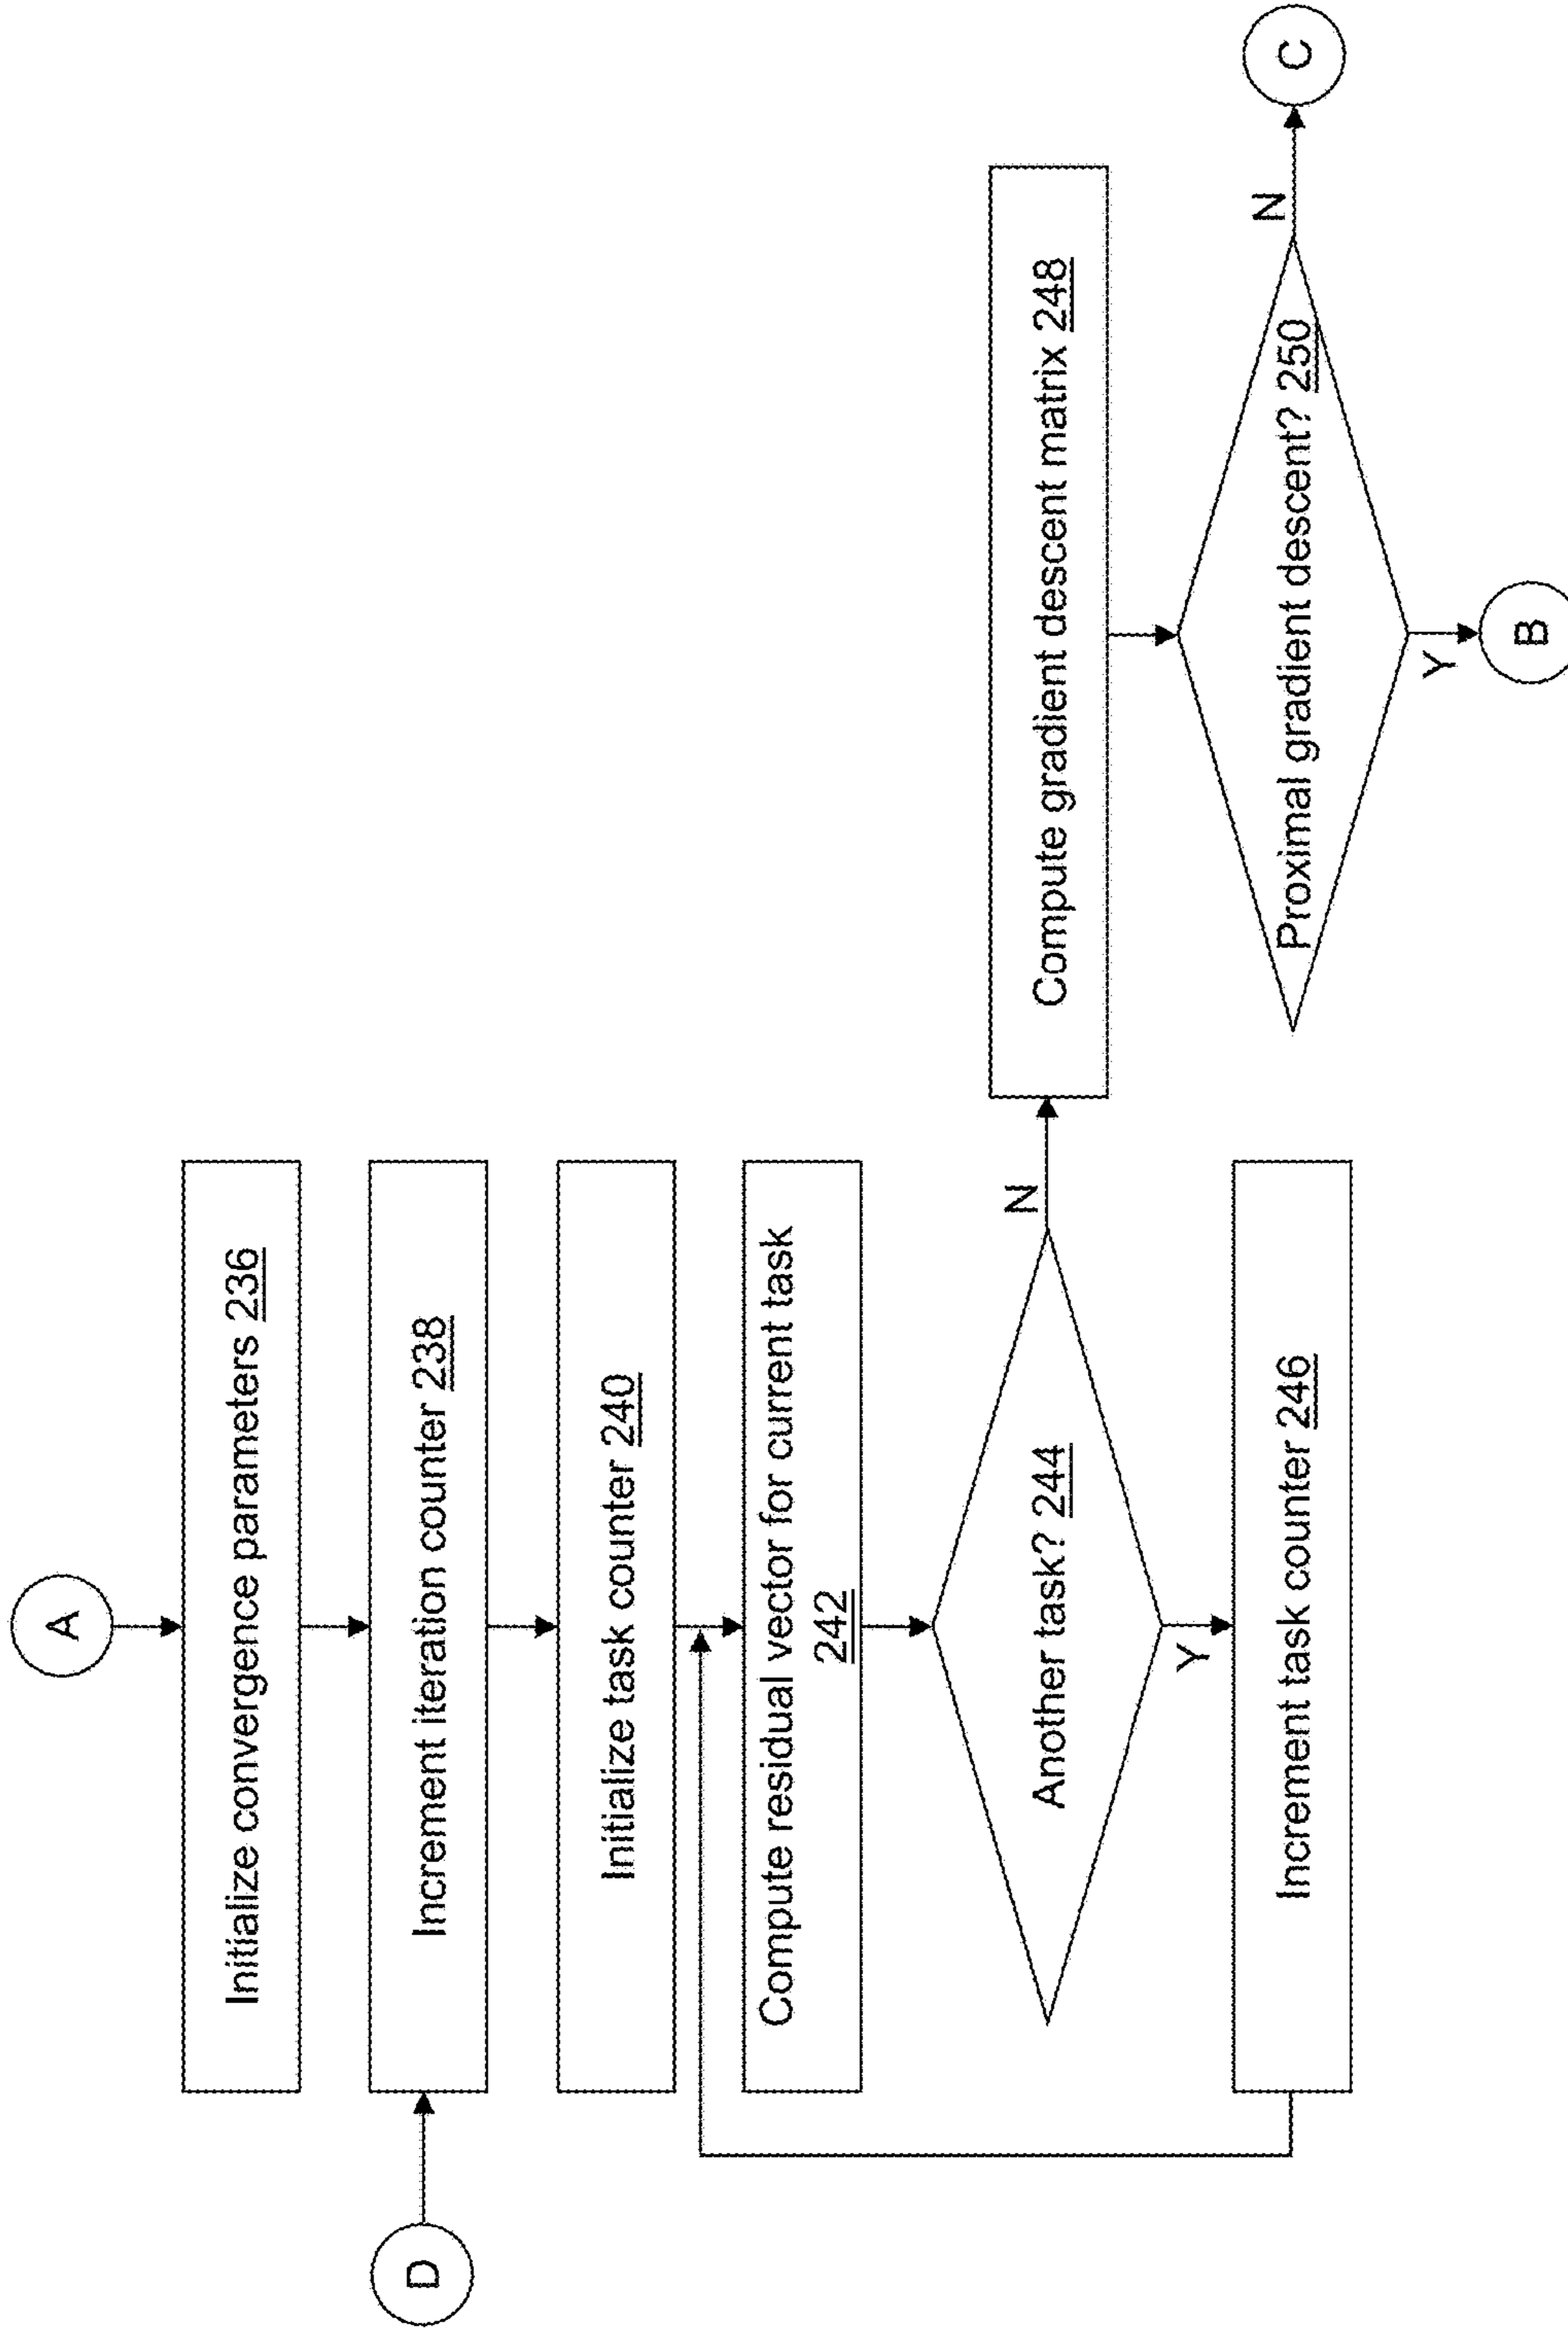 A
Initialize convergence parameters 236
D
Increment iteration counter 238
Initialize task counter 240
Compute residual vector for current task
242
Another task? 244
N
Y
Increment task counter 246
Compute gradient descent matrix 248
Proximal gradient descent? 250
N
C
Y
B